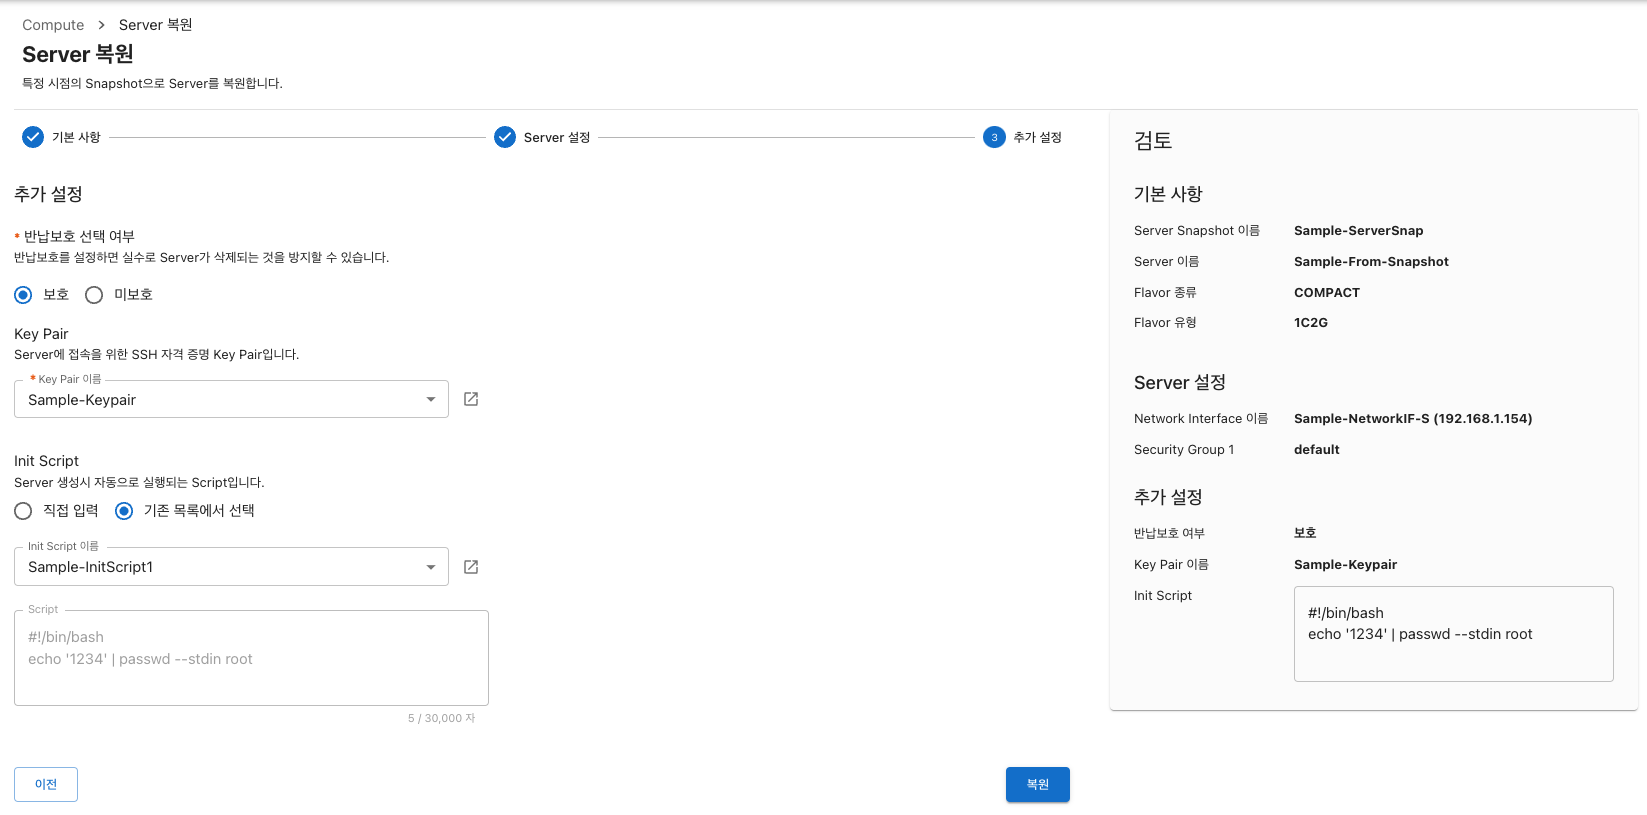 Compute > Server 복원
Server 복원
특정 시점의 Snapshot으로 Server를 복원합니다.
기본 사항
Server 설정
3 추가 설정
추가 설정
* 반납보호 선택 여부
반납보호를 설정하면 실수로 Server가 삭제되는 것을 방지할 수 있습니다.
보호 미보호
Key Pair
Server에 접속을 위한 SSH 자격 증명 Key Pair입니다.
* Key Pair 이름
Sample-Keypair
Init Script
Server 생성시 자동으로 실행되는 Script입니다.
직접 입력 기존 목록에서 선택
Init Script 이름
Sample-InitScript1
Script
#!/bin/bash
echo '1234' | passwd --stdin root
5 / 30,000 자
이전
복원
검토
기본 사항
Server Snapshot 이름 Sample-ServerSnap
Server 이름 Sample-From-Snapshot
Flavor 종류 COMPACT
Flavor 유형 1C2G
Server 설정
Network Interface 이름 Sample-NetworkIF-S (192.168.1.154)
Security Group 1 default
추가 설정
반납보호 여부 보호
Key Pair 이름 Sample-Keypair
Init Script
#!/bin/bash
echo '1234' | passwd --stdin root